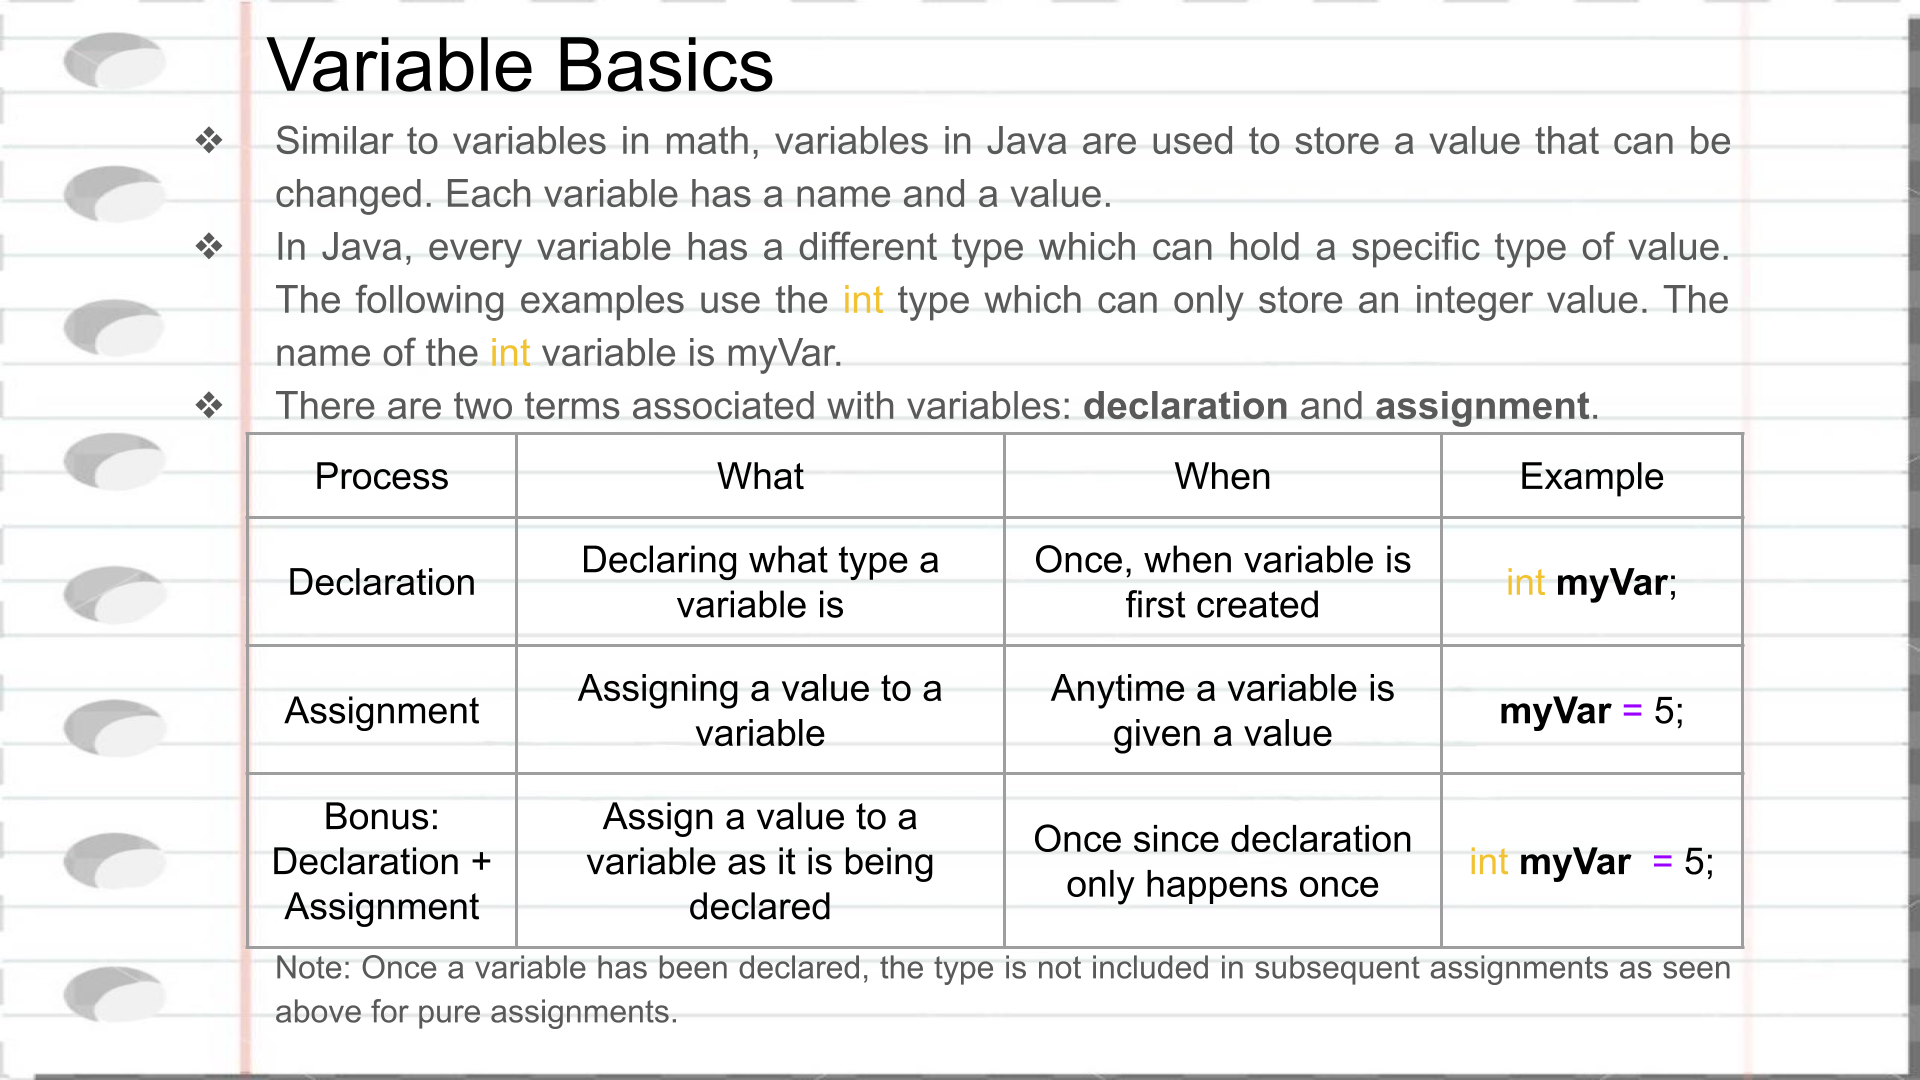 Variable Basics
❖ Similar to variables in math, variables in Java are used to store a value that can be
changed. Each variable has a name and a value.
❖ In Java, every variable has a different type which can hold a specific type of value.
The following examples use the int type which can only store an integer value. The
name of the int variable is myVar.
❖ There are two terms associated with variables: declaration and assignment.
Process What When Example
Declaration
Declaring what type a
variable is
Once, when variable is
first created
int myVar;
Assignment
Assigning a value to a
variable
Anytime a variable is
given a value
myVar = 5;
Bonus:
Declaration +
Assignment
Assign a value to a
variable as it is being
declared
Once since declaration
only happens once
int myVar = 5;
Note: Once a variable has been declared, the type is not included in subsequent assignments as seen
above for pure assignments.